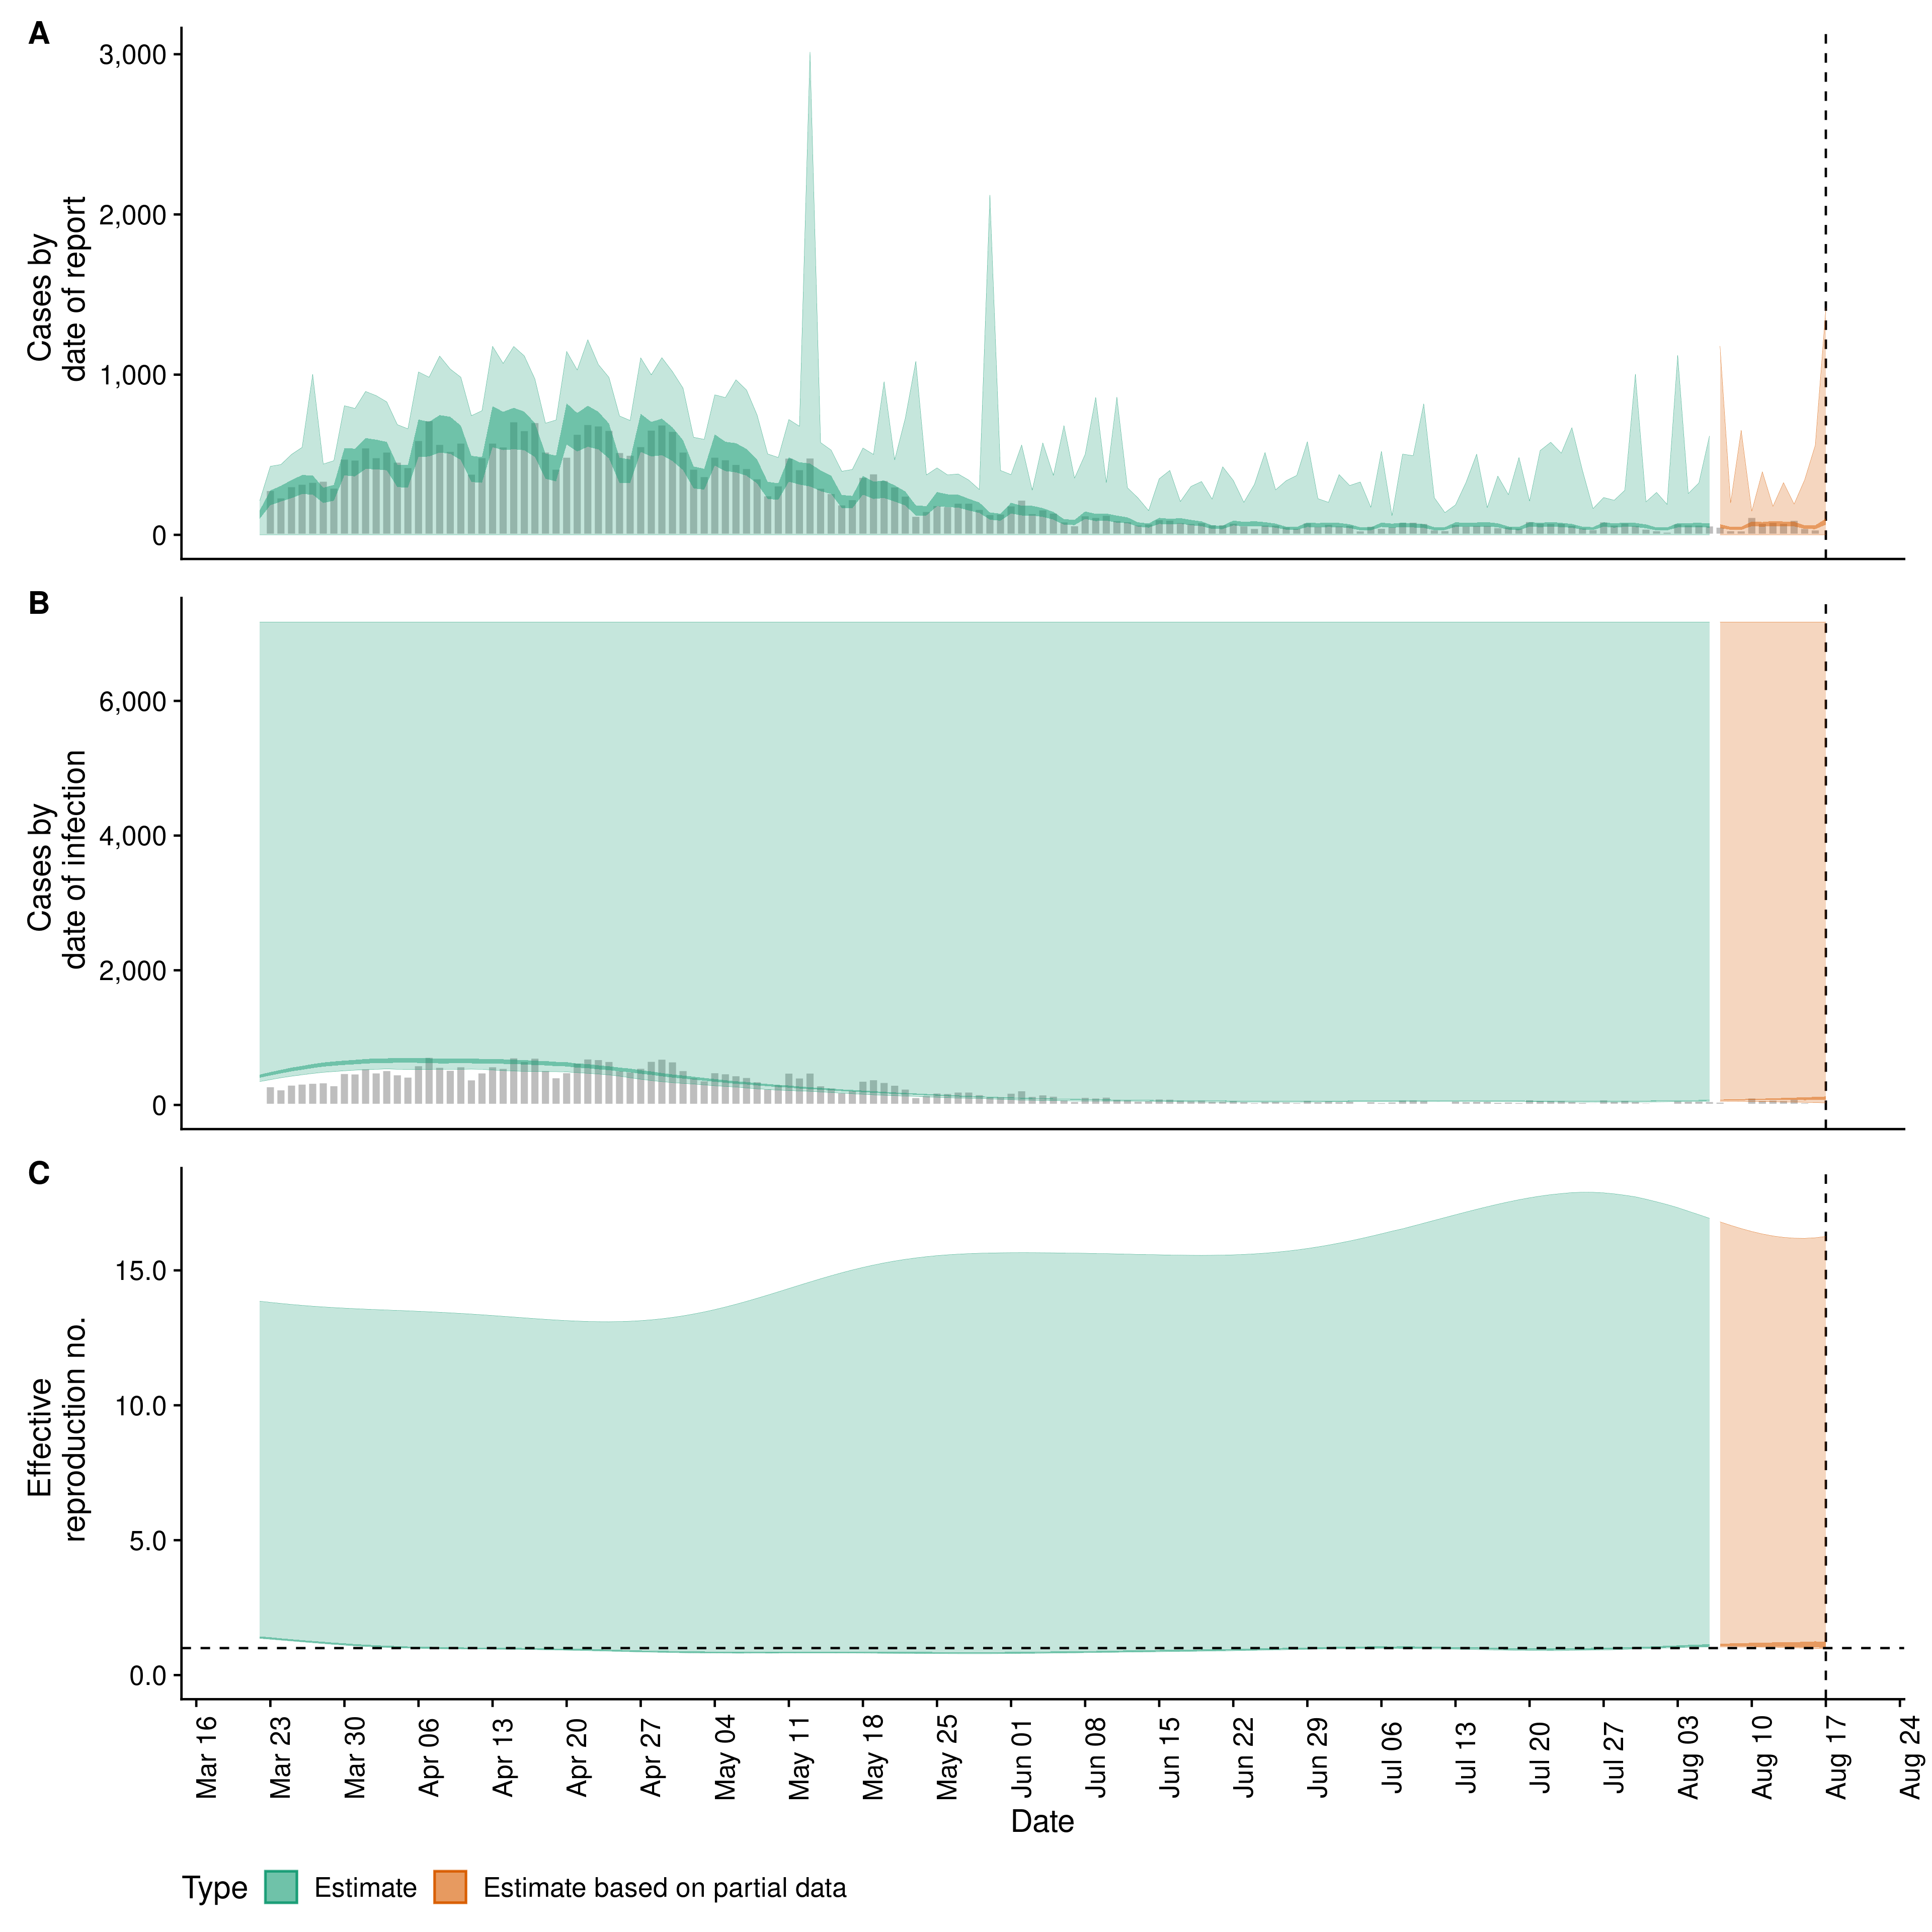 A
Cases by
date of report
3,000
2,000
1,000
0
B
Cases by
date of infection
6,000
4,000
2,000
0
C
Effective
reproduction no.
15.0
10.0
5.0
0.0
Mar 16
Mar 23
Mar 30
Apr 06
Apr 13
Apr 20
Apr 27
May 04
May 11
May 18
May 25
Jun 01
Jun 08
Jun 15
Jun 22
Jun 29
Jul 06
Jul 13
Jul 20
Jul 27
Aug 03
Aug 10
Aug 17
Aug 24
Date
Type Estimate Estimate based on partial data